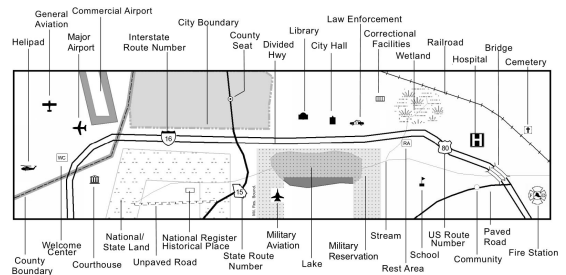 General
Aviation
Commercial Airport
Helipad
Major
Airport
Interstate
Route Number
City Boundary
County
Seat
Divided
Hwy
Library
City Hall
Law Enforcement
Correctional
Facilities
Wetland
Railroad
Hospital
Bridge
Cemetery
16
WC
15
RA
80
H
County
Boundary
Welcome
Center
Courthouse
National/
State Land
Unpaved Road
National Register
Historical Place
State Route
Number
Military
Aviation
Lake
Military
Reservation
Stream
Rest Area
School
US Route
Number
Community
Paved
Road
Fire Station